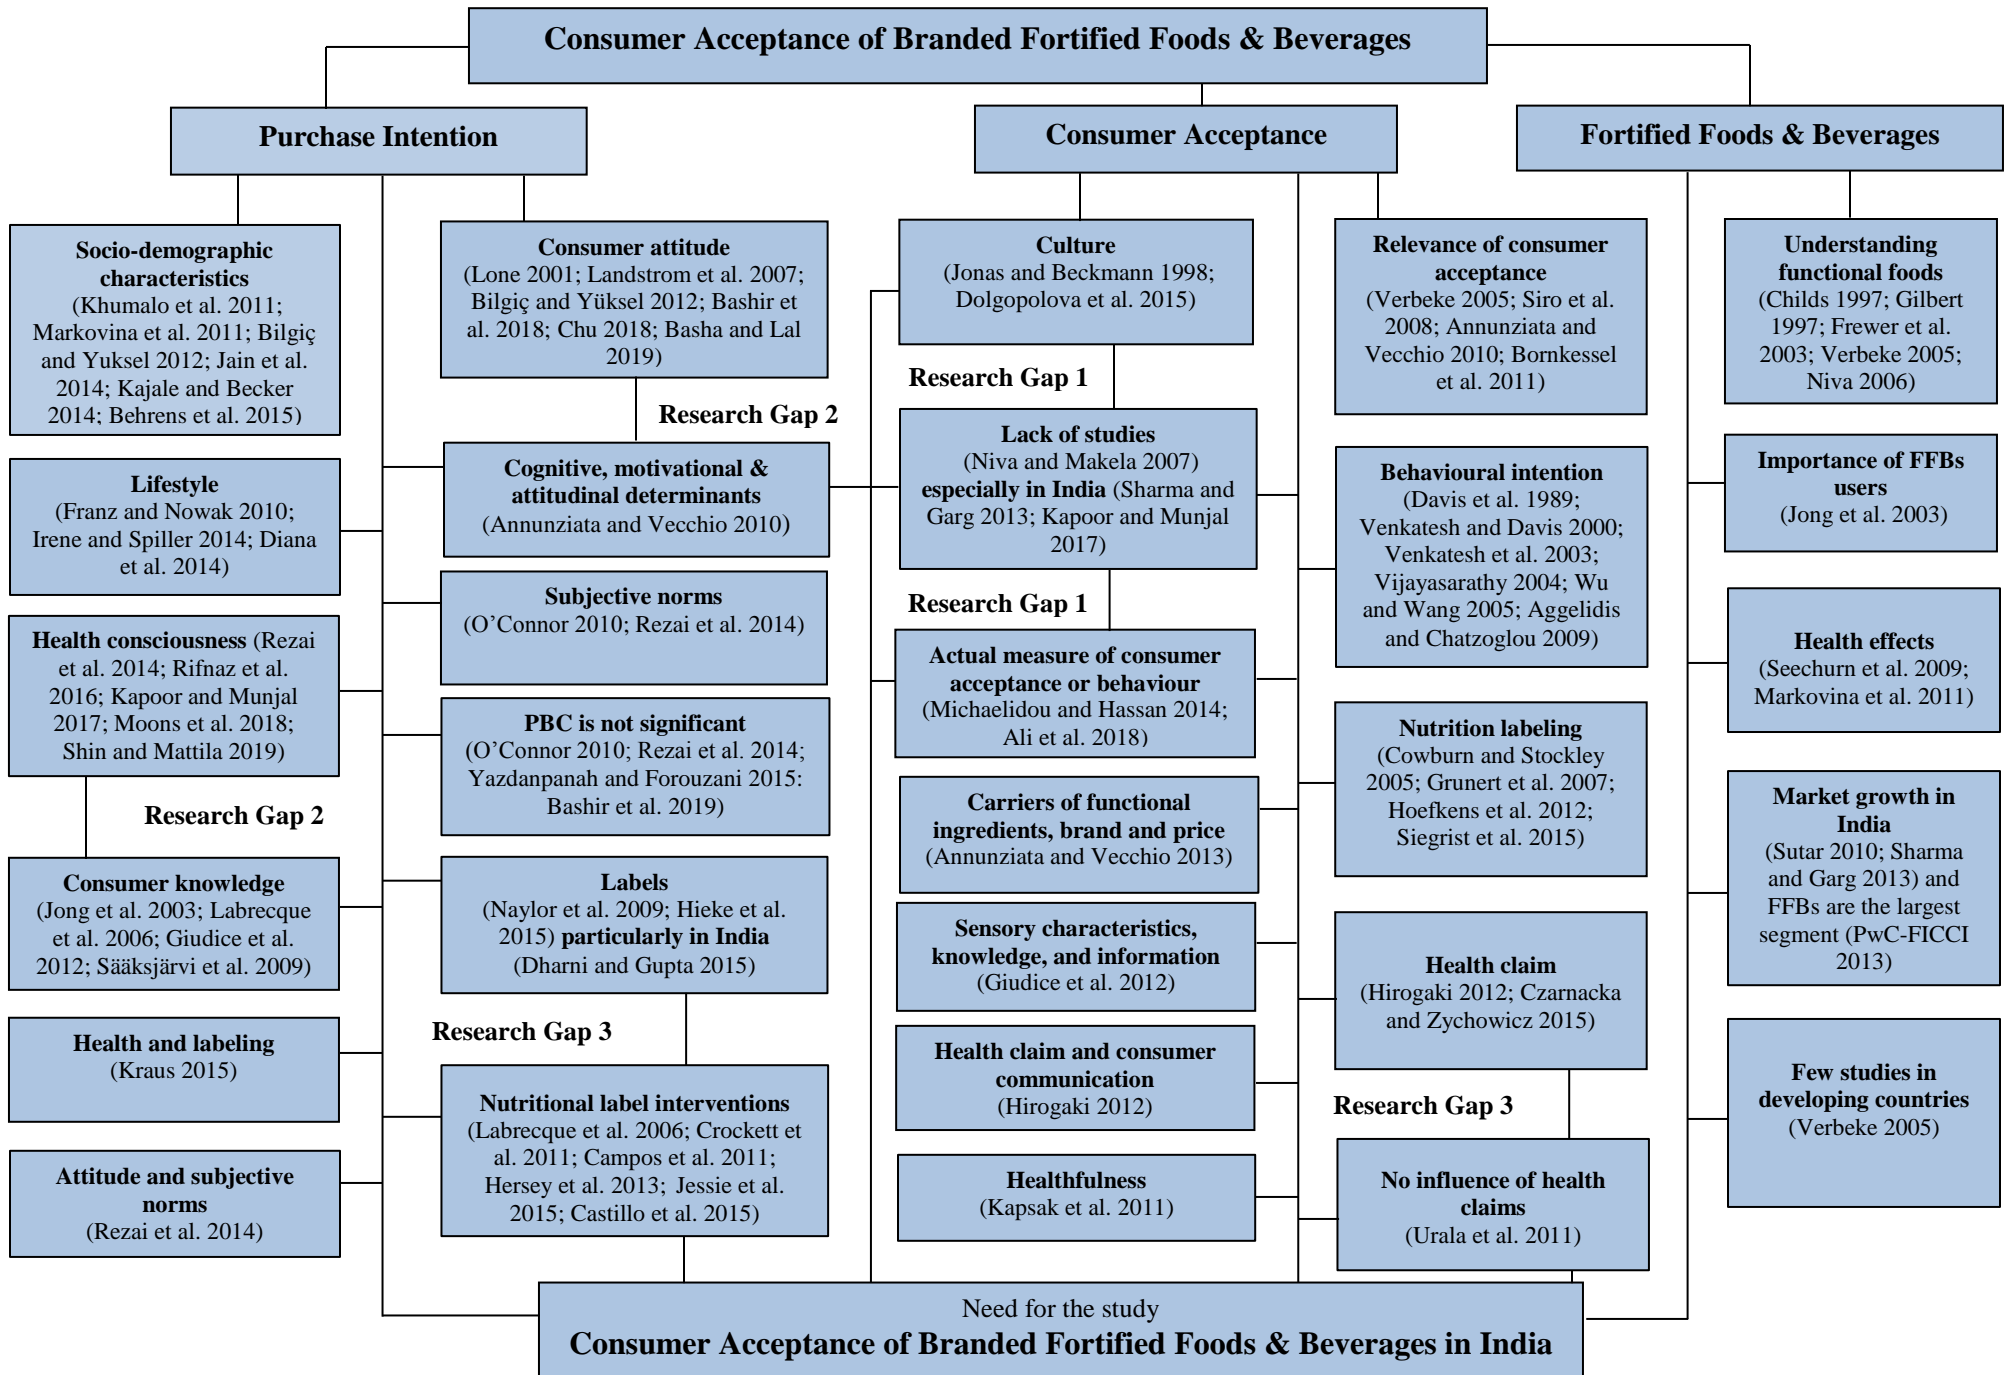 Consumer Acceptance of Branded Fortified Foods & Beverages
Purchase Intention
Consumer Acceptance
Fortified Foods & Beverages
Socio-demographic
characteristics
(Khumalo et al. 2011;
Markovina et al. 2011; Bilgiç
and Yuksel 2012; Jain et al.
2014; Kajale and Becker
2014; Behrens et al. 2015)
Lifestyle
(Franz and Nowak 2010;
Irene and Spiller 2014; Diana
et al. 2014)
Health consciousness (Rezai
et al. 2014; Rifnaz et al.
2016; Kapoor and Munjal
2017; Moons et al. 2018;
Shin and Mattila 2019)
Research Gap 2
Consumer knowledge
(Jong et al. 2003; Labrecque
et al. 2006; Giudice et al.
2012; Sääksjärvi et al. 2009)
Health and labeling
(Kraus 2015)
Attitude and subjective
norms
(Rezai et al. 2014)
Consumer attitude
(Lone 2001; Landstrom et al. 2007;
Bilgiç and Yüksel 2012; Bashir et
al. 2018; Chu 2018; Basha and Lal
2019)
Research Gap 2
Cognitive, motivational &
attitudinal determinants
(Annunziata and Vecchio 2010)
Subjective norms
(O’Connor 2010; Rezai et al. 2014)
PBC is not significant
(O’Connor 2010; Rezai et al. 2014;
Yazdanpanah and Forouzani 2015:
Bashir et al. 2019)
Labels
(Naylor et al. 2009; Hieke et al.
2015) particularly in India
(Dharni and Gupta 2015)
Research Gap 3
Nutritional label interventions
(Labrecque et al. 2006; Crockett et
al. 2011; Campos et al. 2011;
Hersey et al. 2013; Jessie et al.
2015; Castillo et al. 2015)
Culture
(Jonas and Beckmann 1998;
Dolgopolova et al. 2015)
Research Gap 1
Lack of studies
(Niva and Makela 2007)
especially in India (Sharma and
Garg 2013; Kapoor and Munjal
2017)
Research Gap 1
Actual measure of consumer
acceptance or behaviour
(Michaelidou and Hassan 2014;
Ali et al. 2018)
Carriers of functional
ingredients, brand and price
(Annunziata and Vecchio 2013)
Sensory characteristics,
knowledge, and information
(Giudice et al. 2012)
Health claim and consumer
communication
(Hirogaki 2012)
Healthfulness
(Kapsak et al. 2011)
Relevance of consumer
acceptance
(Verbeke 2005; Siro et al.
2008; Annunziata and
Vecchio 2010; Bornkessel
et al. 2011)
Behavioural intention
(Davis et al. 1989;
Venkatesh and Davis 2000;
Venkatesh et al. 2003;
Vijayasarathy 2004; Wu
and Wang 2005; Aggelidis
and Chatzoglou 2009)
Nutrition labeling
(Cowburn and Stockley
2005; Grunert et al. 2007;
Hoefkens et al. 2012;
Siegrist et al. 2015)
Health claim
(Hirogaki 2012; Czarnacka
and Zychowicz 2015)
Research Gap 3
No influence of health
claims
(Urala et al. 2011)
Understanding
functional foods
(Childs 1997; Gilbert
1997; Frewer et al.
2003; Verbeke 2005;
Niva 2006)
Importance of FFBs
users
(Jong et al. 2003)
Health effects
(Seechurn et al. 2009;
Markovina et al. 2011)
Market growth in
India
(Sutar 2010; Sharma
and Garg 2013) and
FFBs are the largest
segment (PwC-FICCI
2013)
Few studies in
developing countries
(Verbeke 2005)
Need for the study
Consumer Acceptance of Branded Fortified Foods & Beverages in India